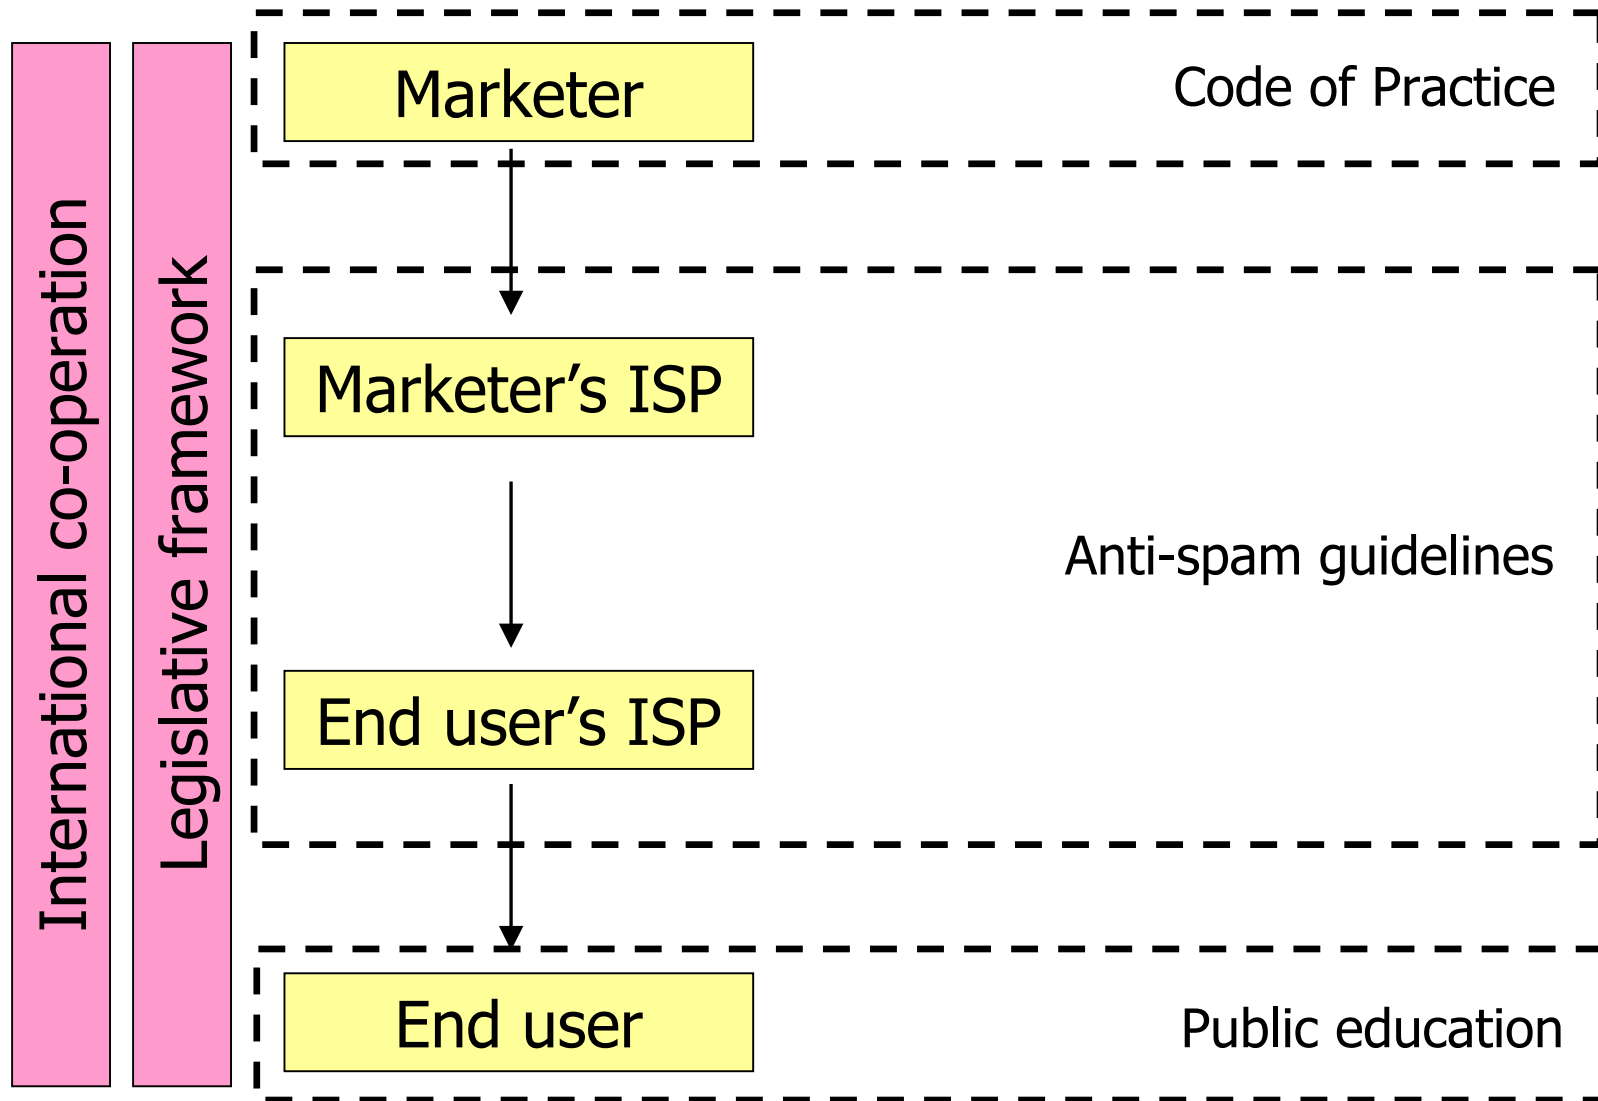 International co-operation
Legislative framework
Marketer
Code of Practice
Marketer’s ISP
Anti-spam guidelines
End user’s ISP
End user
Public education